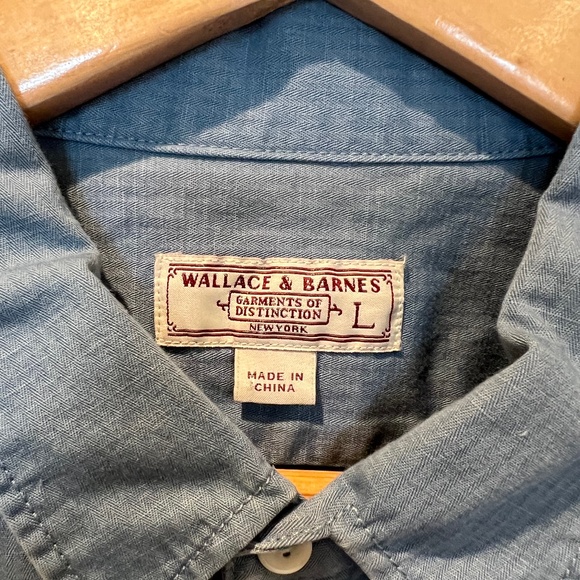 WALLACE & BARNES
GARMENTS OF
DISTINCTION
L
NEW YORK
MADE IN
CHINA